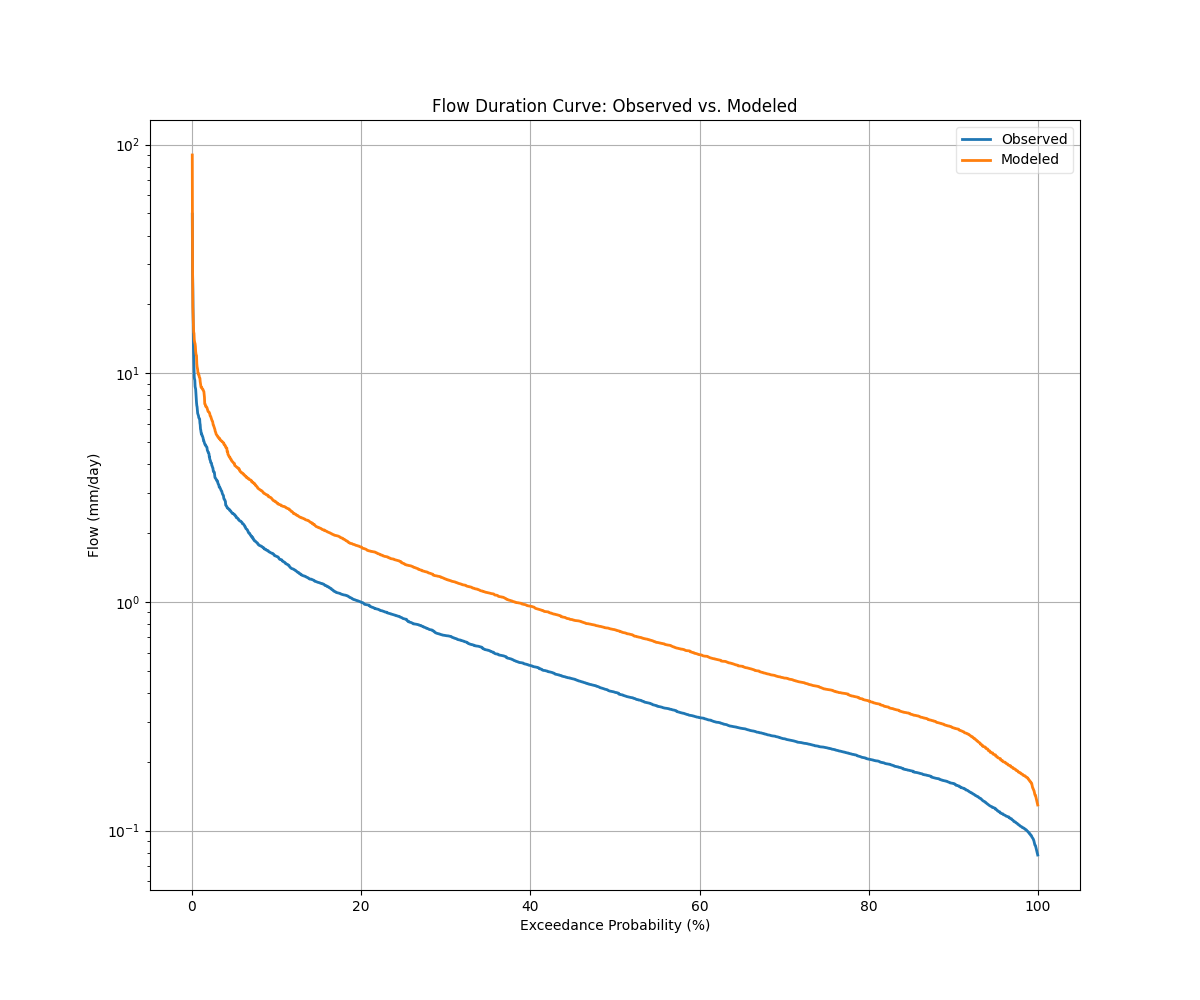 Flow Duration Curve: Observed vs. Modeled
Observed
Modeled
10²
10¹
10⁰
10⁻¹
Flow (mm/day)
0 20 40 60 80 100
Exceedance Probability (%)